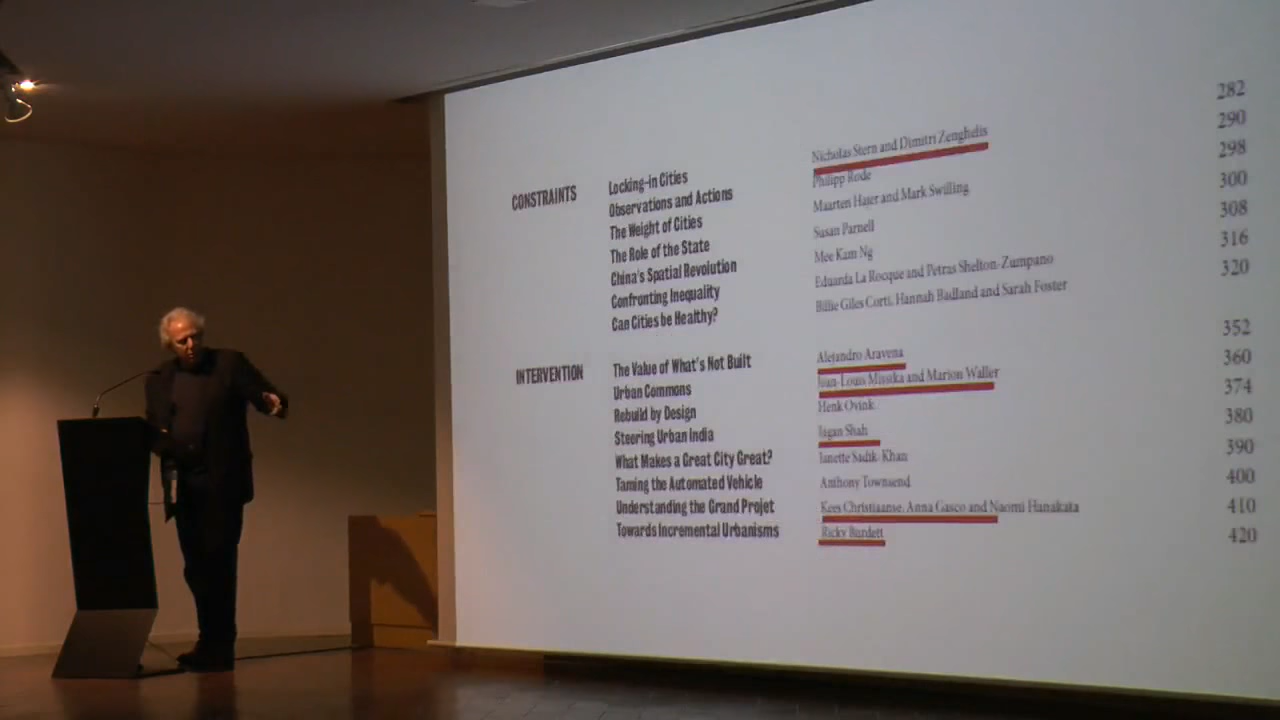 CONSTRAINTS Locking-in Cities Nicholas Stern and Dimitri Zenghelis 282
Observations and Actions Philipp Rode 290
The Weight of Cities Maarten Hajer and Mark Swilling 298
The Role of the State Susan Parnell 300
China's Spatial Revolution Mee Kam Ng 308
Confronting Inequality Eduarda La Rocque and Petras Shelton-Zumpano 316
Can Cities be Healthy? Billie Giles Corti, Hannah Badland and Sarah Foster 320
INTERVENTION The Value of What's Not Built Alejandro Aravena 352
Urban Commons Jean-Louis Missika and Marion Waller 360
Rebuild by Design Henk Ovink 374
Steering Urban India Jagan Shah 380
What Makes a Great City Great? Janette Sadik-Khan 390
Taming the Automated Vehicle Anthony Townsend 400
Understanding the Grand Projet Kees Christiaanse, Anna Gasco and Naomi Hanakata 410
Towards Incremental Urbanisms Ricky Burdett 420